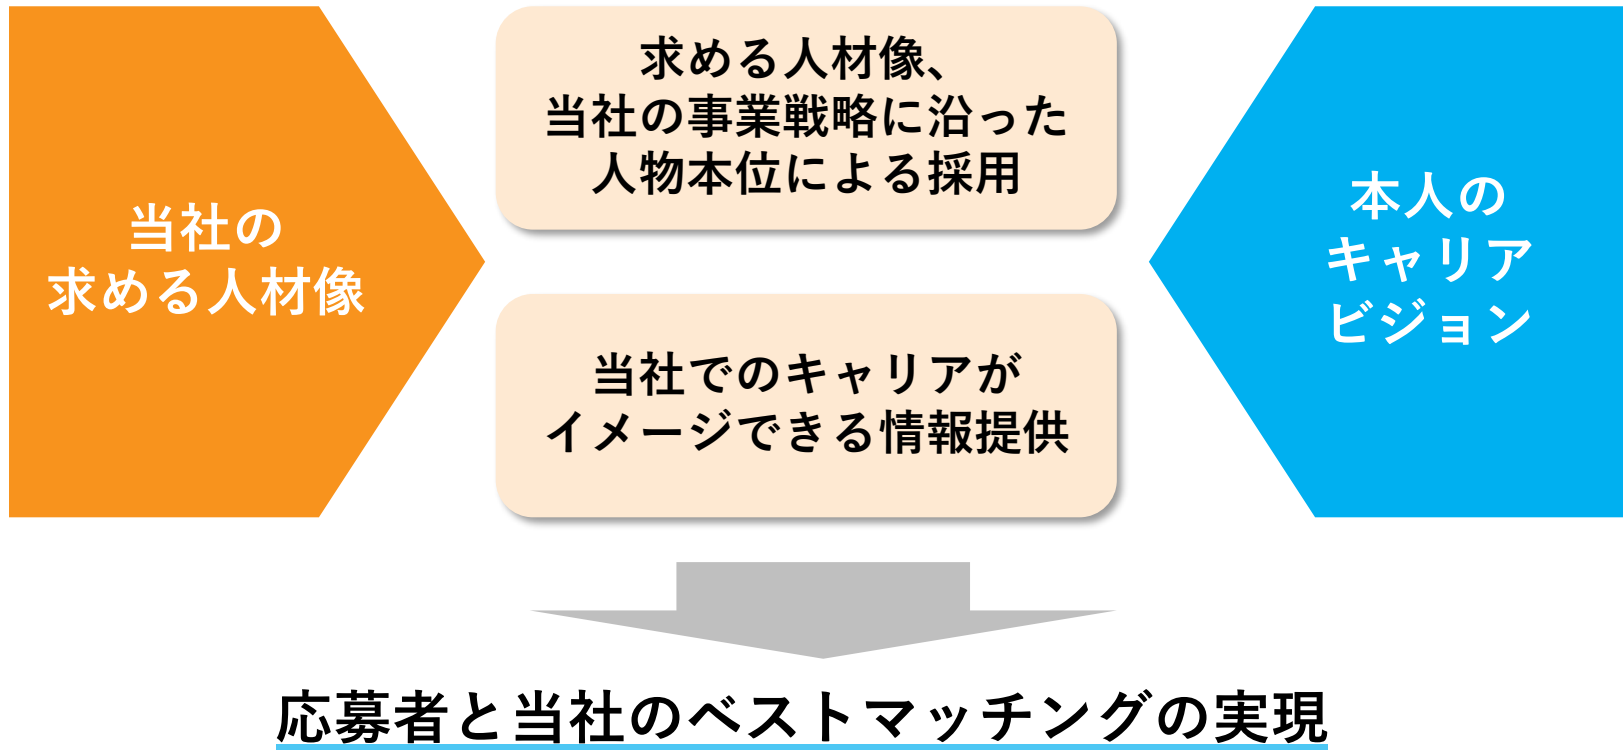 当社の
求める人材像
求める人材像、
当社の事業戦略に沿った
人物本位による採用
当社でのキャリアが
イメージできる情報提供
本人の
キャリア
ビジョン
応募者と当社のベストマッチングの実現